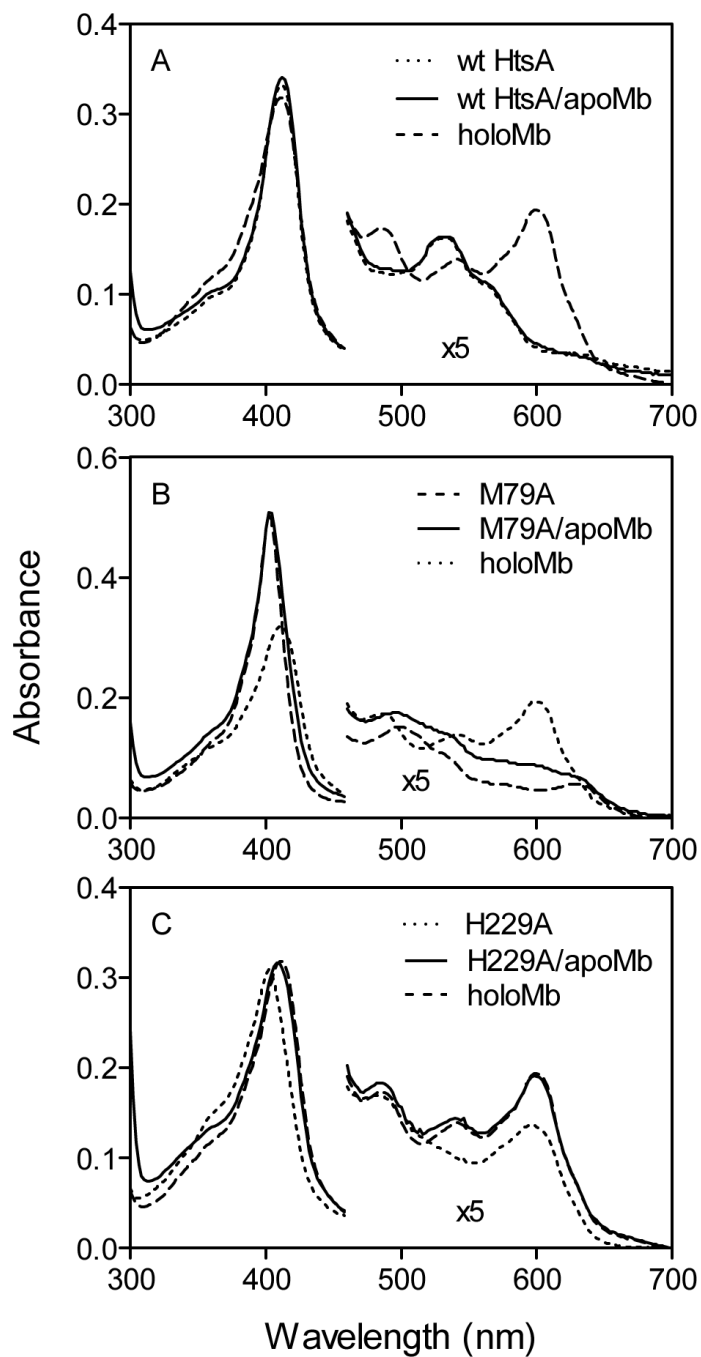 A
wt HtsA
wt HtsA/apoMb
holoMb
x5
0.4
0.3
0.2
0.1
0.0
300 400 500 600 700
B
M79A
M79A/apoMb
holoMb
x5
0.6
0.4
0.2
0.0
300 400 500 600 700
Absorbance
C
H229A
H229A/apoMb
holoMb
x5
0.4
0.3
0.2
0.1
0.0
300 400 500 600 700
Wavelength (nm)